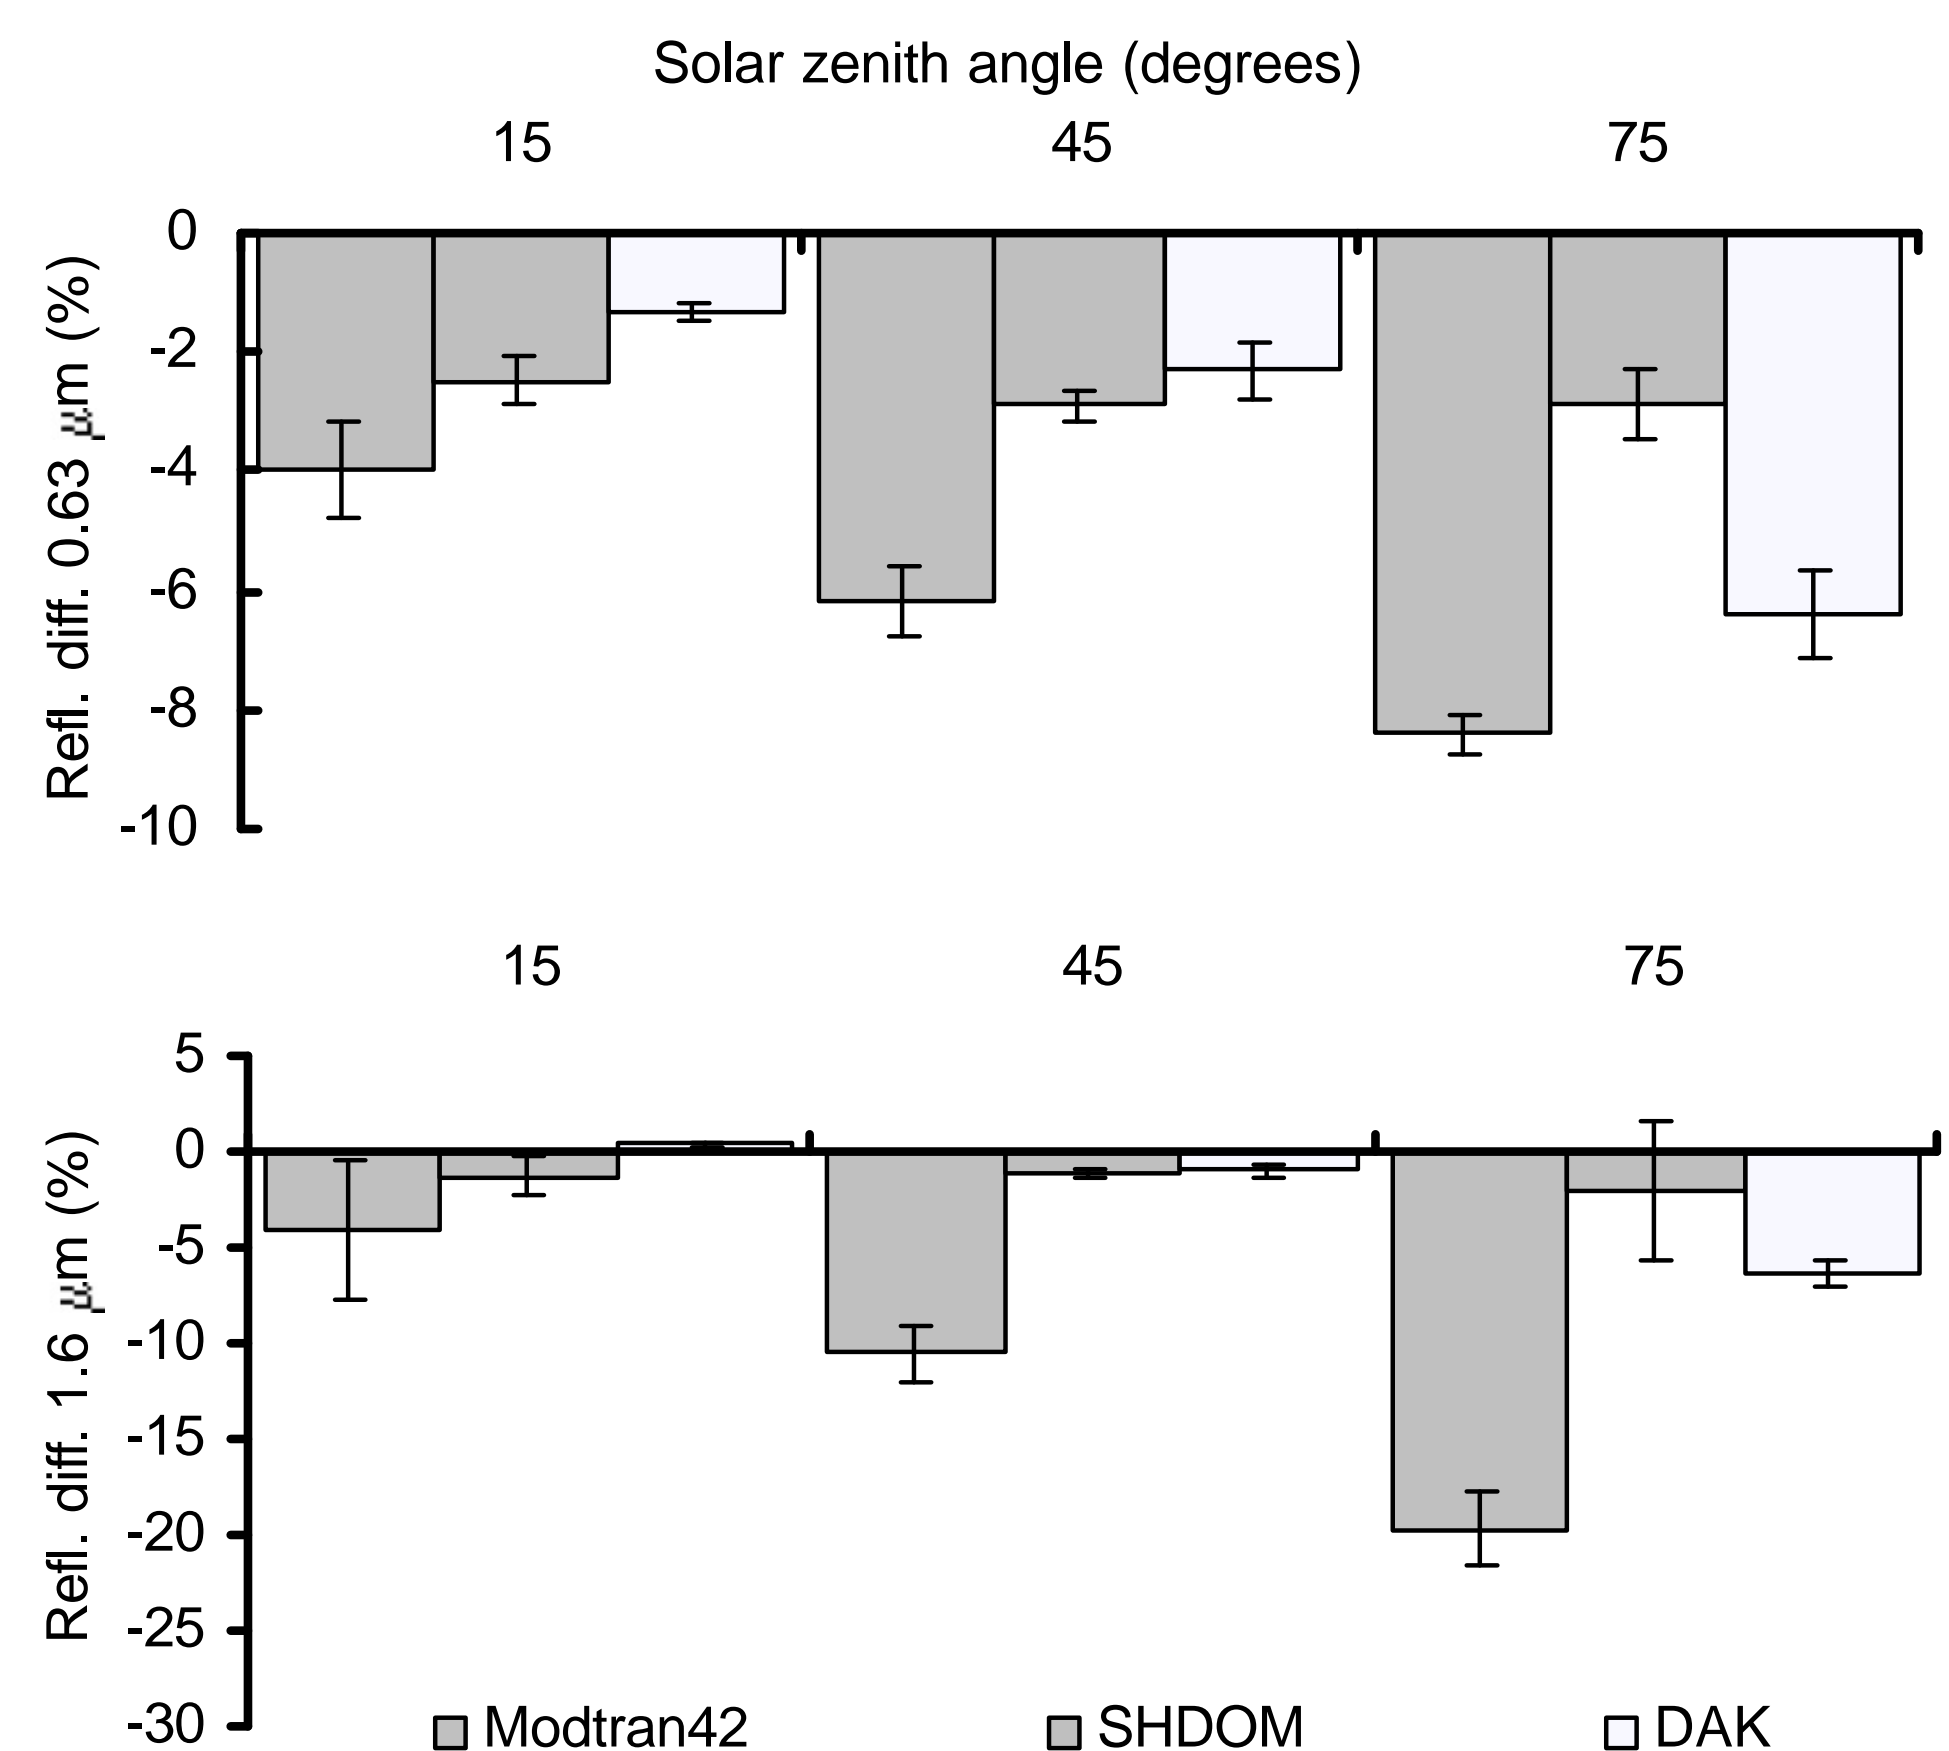 Solar zenith angle (degrees)
15 45 75
0
-2
-4
-6
-8
-10
Refl. diff. 0.63 μm (%)
15 45 75
5
0
-5
-10
-15
-20
-25
-30
Refl. diff. 1.6 μm (%)
Modtran42 SHDOM DAK